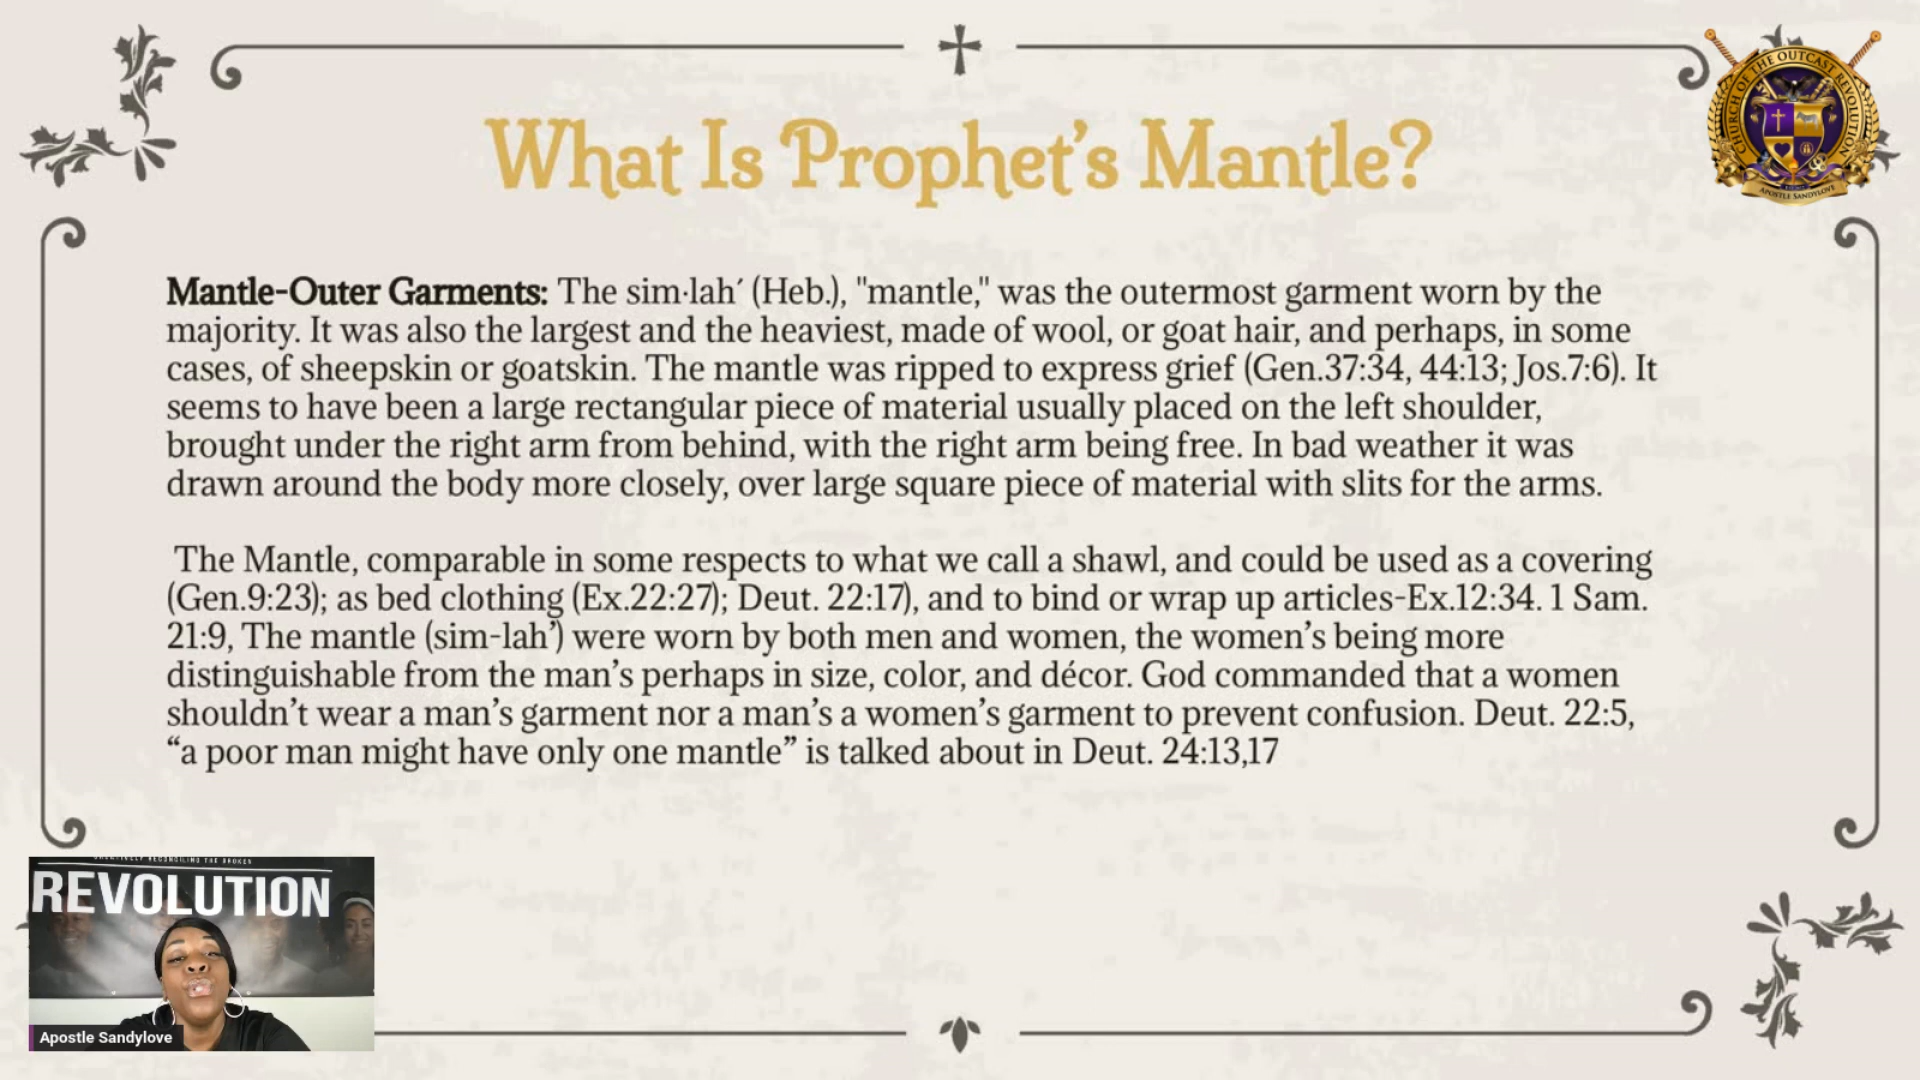 What Is Prophet's Mantle?
CHURCH OF THE OUTCAST REVOLUTION
APOSTLE SANDYLOVE
Mantle-Outer Garments: The sim·lah´ (Heb.), "mantle," was the outermost garment worn by the
majority. It was also the largest and the heaviest, made of wool, or goat hair, and perhaps, in some
cases, of sheepskin or goatskin. The mantle was ripped to express grief (Gen.37:34, 44:13; Jos.7:6). It
seems to have been a large rectangular piece of material usually placed on the left shoulder,
brought under the right arm from behind, with the right arm being free. In bad weather it was
drawn around the body more closely, over large square piece of material with slits for the arms.
The Mantle, comparable in some respects to what we call a shawl, and could be used as a covering
(Gen.9:23); as bed clothing (Ex.22:27); Deut. 22:17), and to bind or wrap up articles-Ex.12:34. 1 Sam.
21:9, The mantle (sim-lah’) were worn by both men and women, the women’s being more
distinguishable from the man’s perhaps in size, color, and décor. God commanded that a women
shouldn’t wear a man’s garment nor a man’s a women’s garment to prevent confusion. Deut. 22:5,
“a poor man might have only one mantle” is talked about in Deut. 24:13,17
RECONCILING THE BROKEN
REVOLUTION
Apostle Sandylove